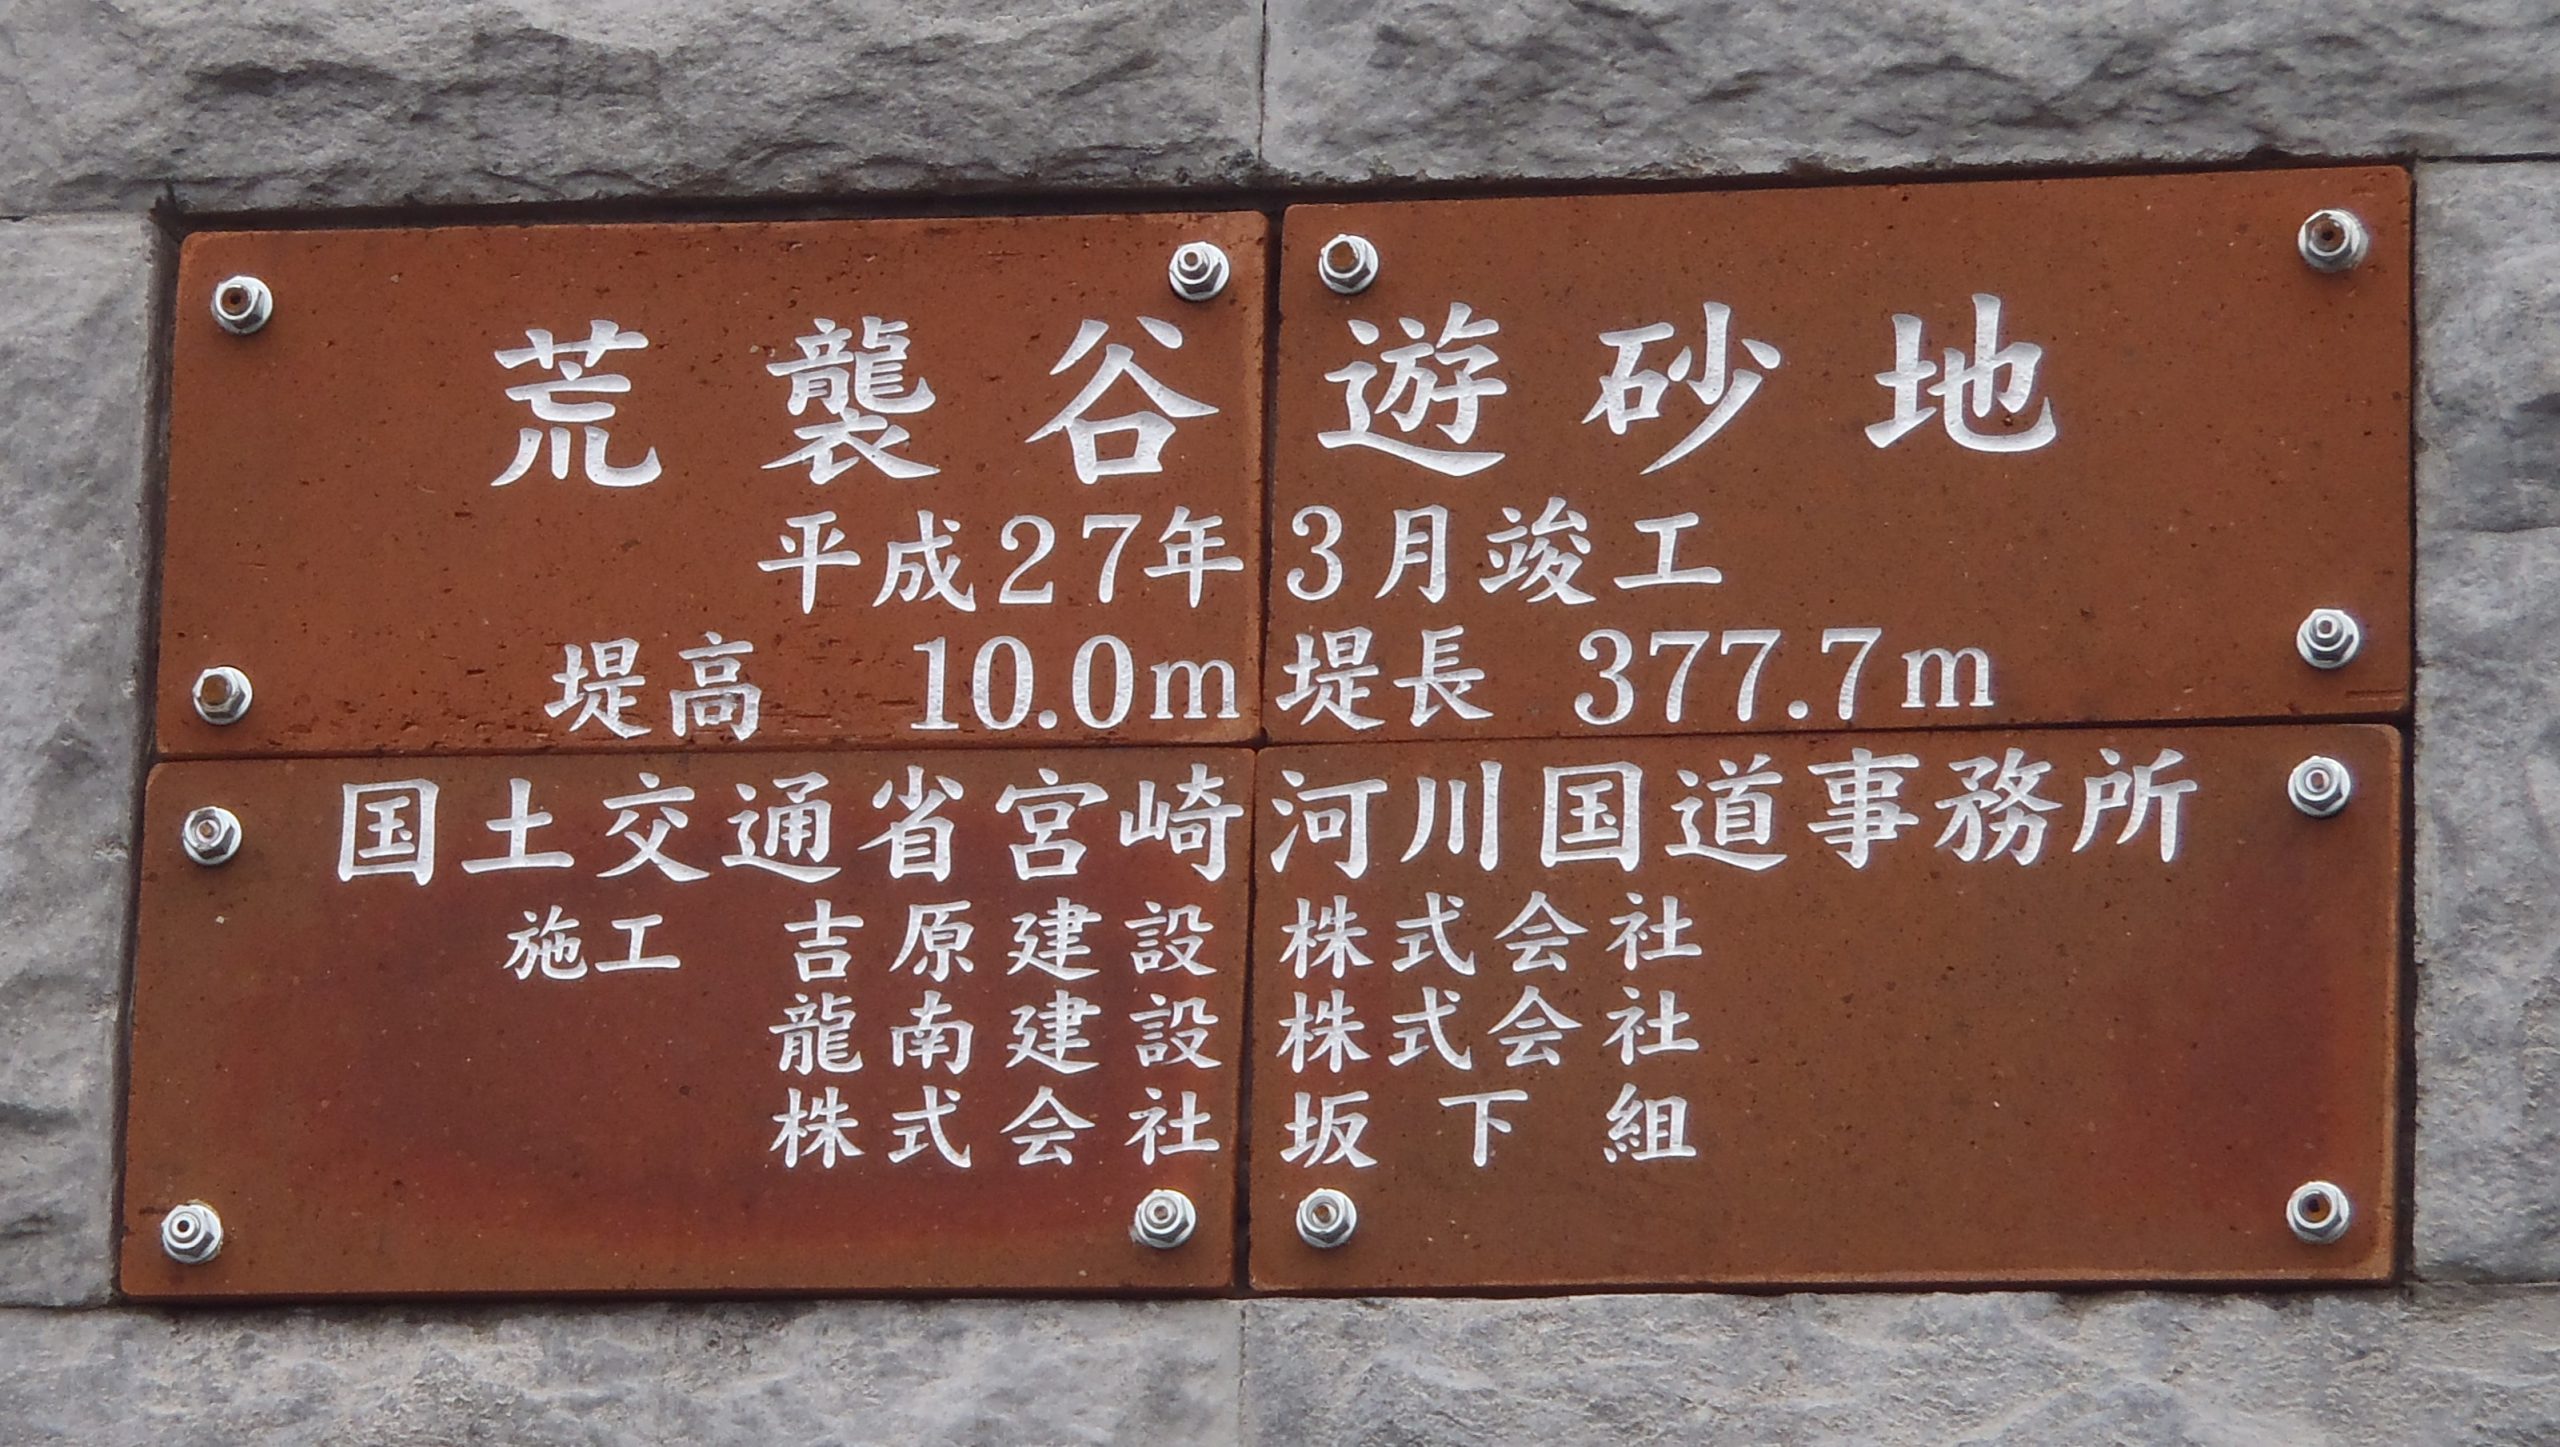 荒襲谷遊砂地
平成27年3月竣工
堤高 10.0m 堤長 377.7m
国土交通省宮崎河川国道事務所
施工 吉原建設株式会社
龍南建設株式会社
株式会社坂下組